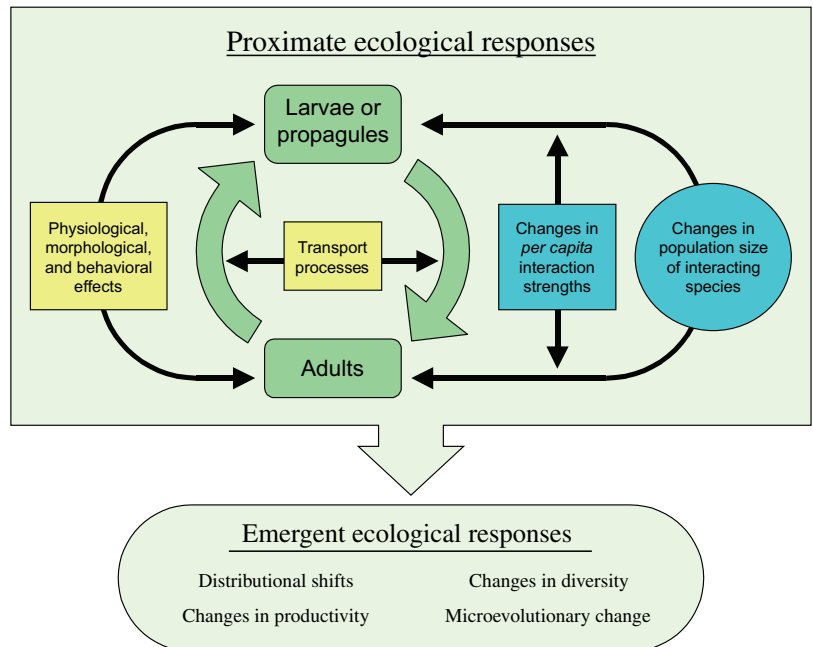 Proximate ecological responses
Larvae or
propagules
Physiological,
morphological,
and behavioral
effects
Transport
processes
Changes in
per capita
interaction
strengths
Changes in
population size
of interacting
species
Adults
Emergent ecological responses
Distributional shifts
Changes in diversity
Changes in productivity
Microevolutionary change